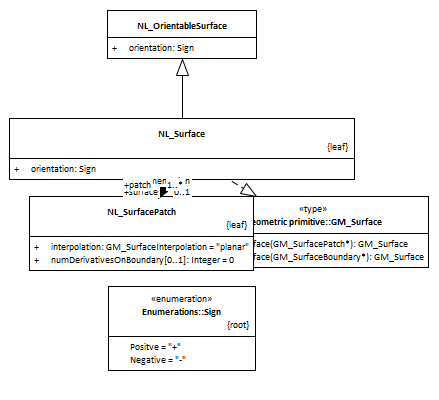 NL_OrientableSurface
+ orientation: Sign
NL_Surface
{leaf}
+ orientation: Sign
+patch 1..*
+surface 0..1
NL_SurfacePatch
{leaf}
+ interpolation: GM_SurfaceInterpolation = "planar"
+ numDerivativesOnBoundary[0..1]: Integer = 0
«type»
eometric primitive::GM_Surface
face(GM_SurfacePatch*): GM_Surface
face(GM_SurfaceBoundary*): GM_Surface
«enumeration»
Enumerations::Sign
{root}
Positve = "+"
Negative = "-"